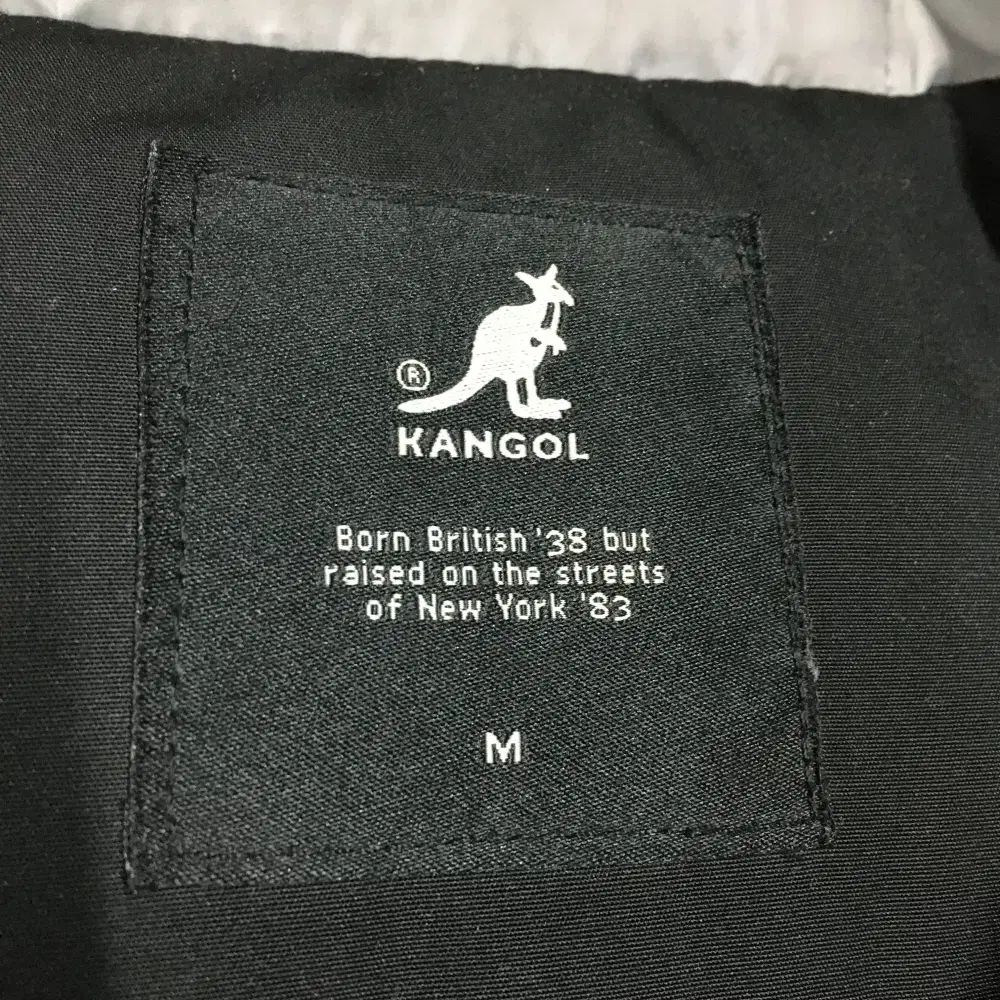 ®
KANGOL
Born British '38 but
raised on the streets
of New York '83
M